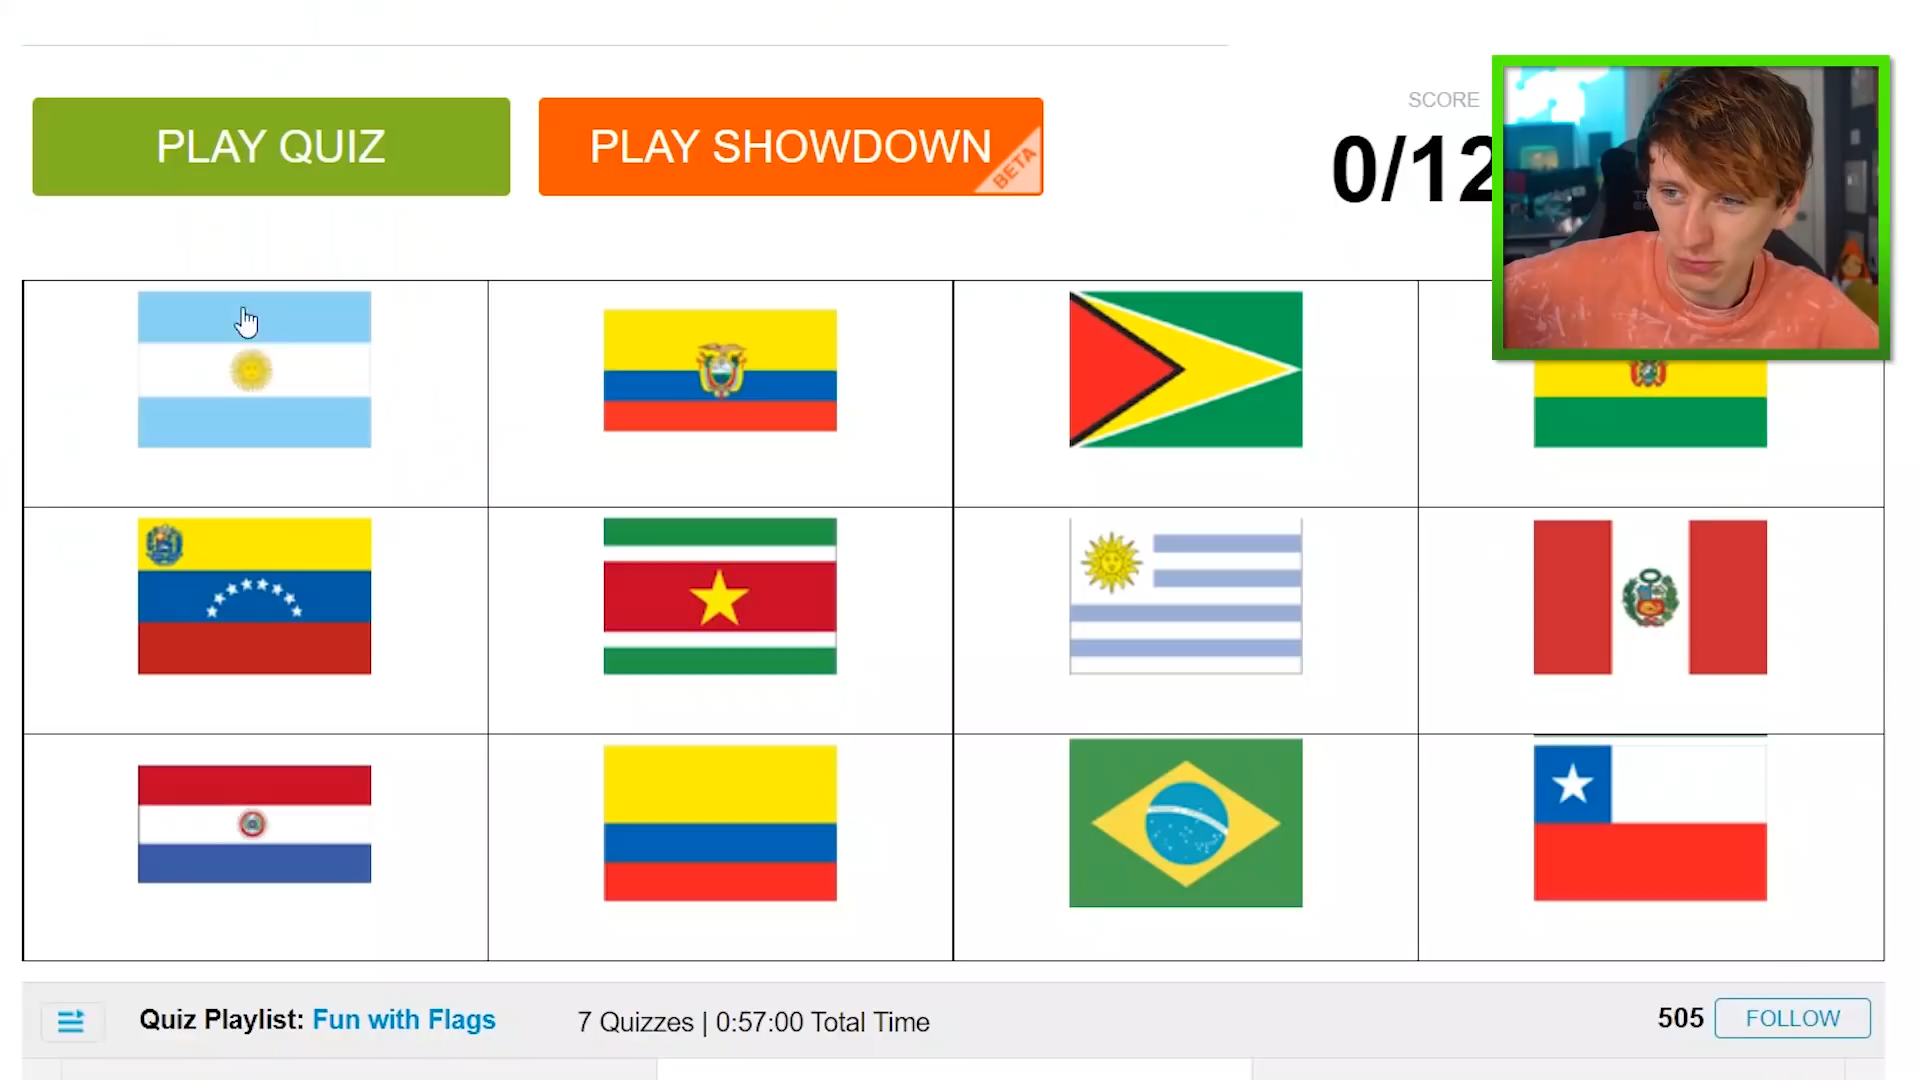 PLAY QUIZ
PLAY SHOWDOWN
BETA
SCORE
0/12
Quiz Playlist: Fun with Flags
7 Quizzes | 0:57:00 Total Time
505
FOLLOW